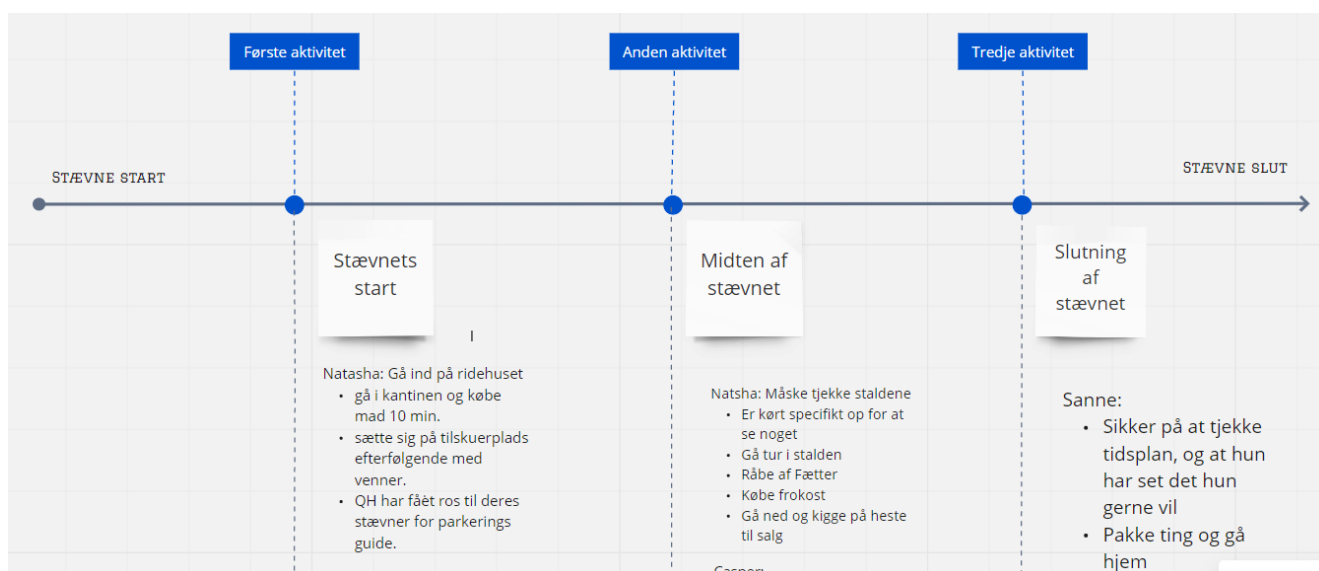 Første aktivitet
Anden aktivitet
Tredje aktivitet
STÆVNE START
STÆVNE SLUT
Stævnets
start
Natasha: Gå ind på ridehuset
• gå i kantinen og købe
mad 10 min.
• sætte sig på tilskuerplads
efterfølgende med
venner.
• QH har fåèt ros til deres
stævner for parkerings
guide.
Midten af
stævnet
Natsha: Måske tjekke staldene
• Er kørt specifikt op for at
se noget
• Gå tur i stalden
• Råbe af Fætter
• Købe frokost
• Gå ned og kigge på heste
til salg
Casper:
Slutning
af
stævnet
Sanne:
• Sikker på at tjekke
tidsplan, og at hun
har set det hun
gerne vil
• Pakke ting og gå
hjem